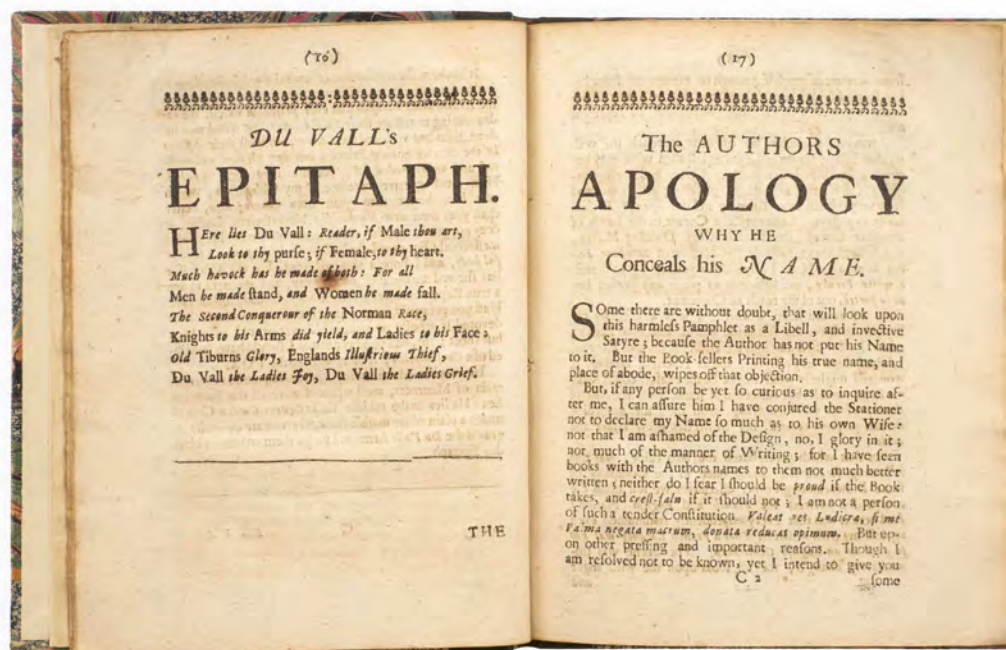 (16)
DU VALL's
EPITAPH.
HEre lies Du Vall: Reader, if Male thou art,
Look to thy purse; if Female, to thy heart.
Much havock has he made of both: For all
Men he made stand, and Women he made fall.
The Second Conquerour of the Norman Race,
Knights to his Arms did yield, and Ladies to his Face:
Old Tiburns Glory, Englands Illustrious Thief,
Du Vall the Ladies Joy, Du Vall the Ladies Grief.
THE
(17)
The AUTHORS
APOLOGY
WHY HE
Conceals his NAME.
SOme there are without doubt, that will look upon
this harmleſs Pamphlet as a Libell, and invective
Satyre; because the Author has not put his Name
to it. But the Book-sellers Printing his true name, and
place of abode, wipes off that objection.
But, if any perſon be yet ſo curious as to inquire af-
ter me, I can aſſure him I have conjured the Stationer
not to declare my Name ſo much as to his own Wife:
not that I am aſhamed of the Deſign, no, I glory in it;
nor much of the manner of Writing; for I have ſeen
books with the Authors names to them not much better
written; neither do I fear I ſhould be proud if the Book
takes, and creſt-faln if it ſhould not; I am not a perſon
of ſuch a tender Conſtitution. Valeat res Ludicra, ſi me
Palma negata macrum, donata reducat opimum. But up-
on other preſſing and important reaſons. Though I
am reſolved not to be known, yet I intend to give you
C 2
ſome